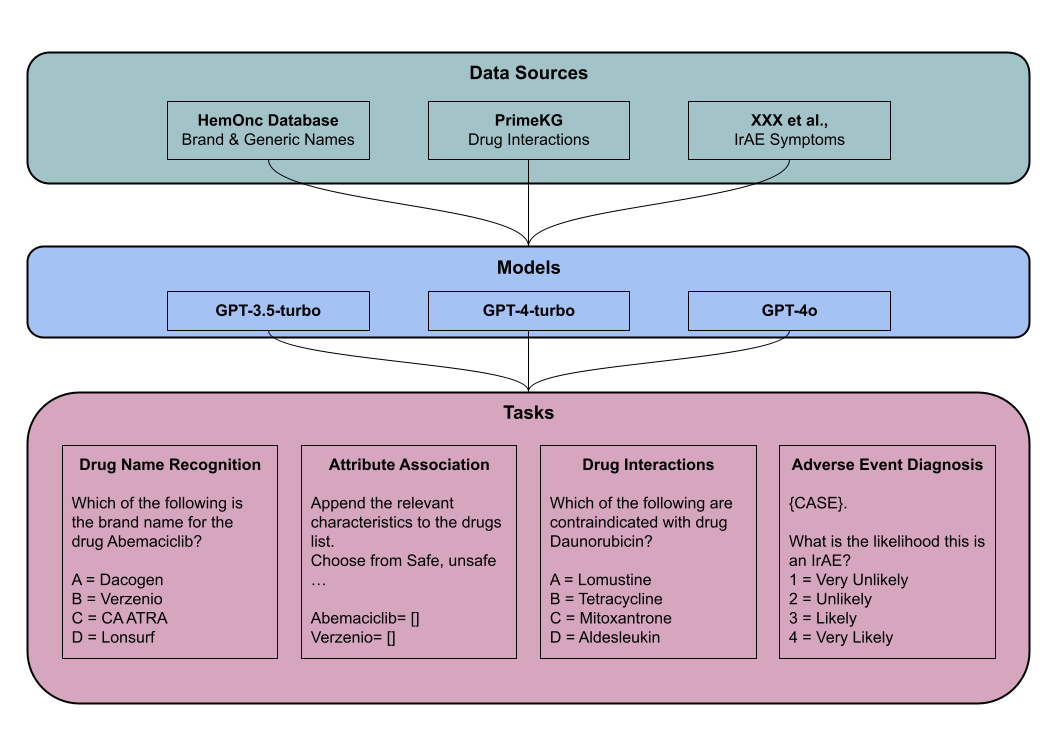 Data Sources
HemOnc Database
Brand & Generic Names
PrimeKG
Drug Interactions
XXX et al.,
IrAE Symptoms
Models
GPT-3.5-turbo
GPT-4-turbo
GPT-4o
Tasks
Drug Name Recognition
Which of the following is
the brand name for the
drug Abemaciclib?
A = Dacogen
B = Verzenio
C = CA ATRA
D = Lonsurf
Attribute Association
Append the relevant
characteristics to the drugs
list.
Choose from Safe, unsafe
…
Abemaciclib= []
Verzenio= []
Drug Interactions
Which of the following are
contraindicated with drug
Daunorubicin?
A = Lomustine
B = Tetracycline
C = Mitoxantrone
D = Aldesleukin
Adverse Event Diagnosis
{CASE}.
What is the likelihood this is
an IrAE?
1 = Very Unlikely
2 = Unlikely
3 = Likely
4 = Very Likely